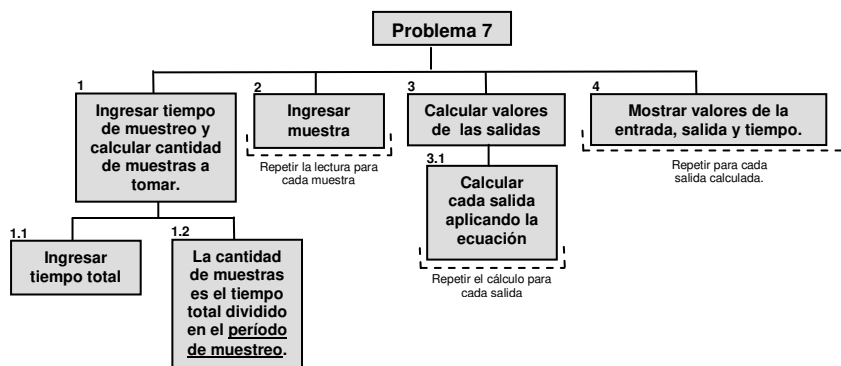 Problema 7
1
Ingresar tiempo
de muestreo y
calcular cantidad
de muestras a
tomar.
2
Ingresar
muestra
Repetir la lectura para
cada muestra
3
Calcular valores
de las salidas
4
Mostrar valores de la
entrada, salida y tiempo.
Repetir para cada
salida calculada.
3.1
Calcular
cada salida
aplicando la
ecuación
Repetir el cálculo para
cada salida
1.1
Ingresar
tiempo total
1.2
La cantidad
de muestras
es el tiempo
total dividido
en el período
de muestreo.